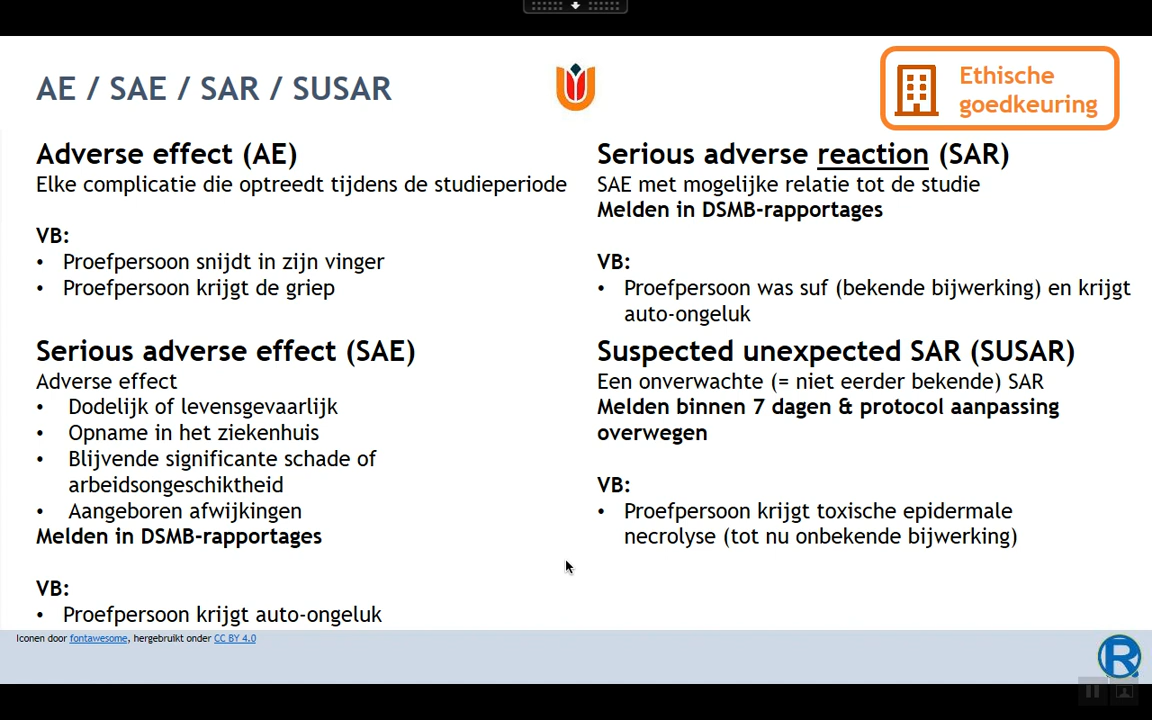 AE / SAE / SAR / SUSAR
Ethische
goedkeuring
Adverse effect (AE)
Elke complicatie die optreedt tijdens de studieperiode
VB:
• Proefpersoon snijdt in zijn vinger
• Proefpersoon krijgt de griep
Serious adverse effect (SAE)
Adverse effect
• Dodelijk of levensgevaarlijk
• Opname in het ziekenhuis
• Blijvende significante schade of
arbeidsongeschiktheid
• Aangeboren afwijkingen
Melden in DSMB-rapportages
VB:
• Proefpersoon krijgt auto-ongeluk
Serious adverse reaction (SAR)
SAE met mogelijke relatie tot de studie
Melden in DSMB-rapportages
VB:
• Proefpersoon was suf (bekende bijwerking) en krijgt
auto-ongeluk
Suspected unexpected SAR (SUSAR)
Een onverwachte (= niet eerder bekende) SAR
Melden binnen 7 dagen & protocol aanpassing
overwegen
VB:
• Proefpersoon krijgt toxische epidermale
necrolyse (tot nu onbekende bijwerking)
Iconen door fontawesome, hergebruikt onder CC BY 4.0
R